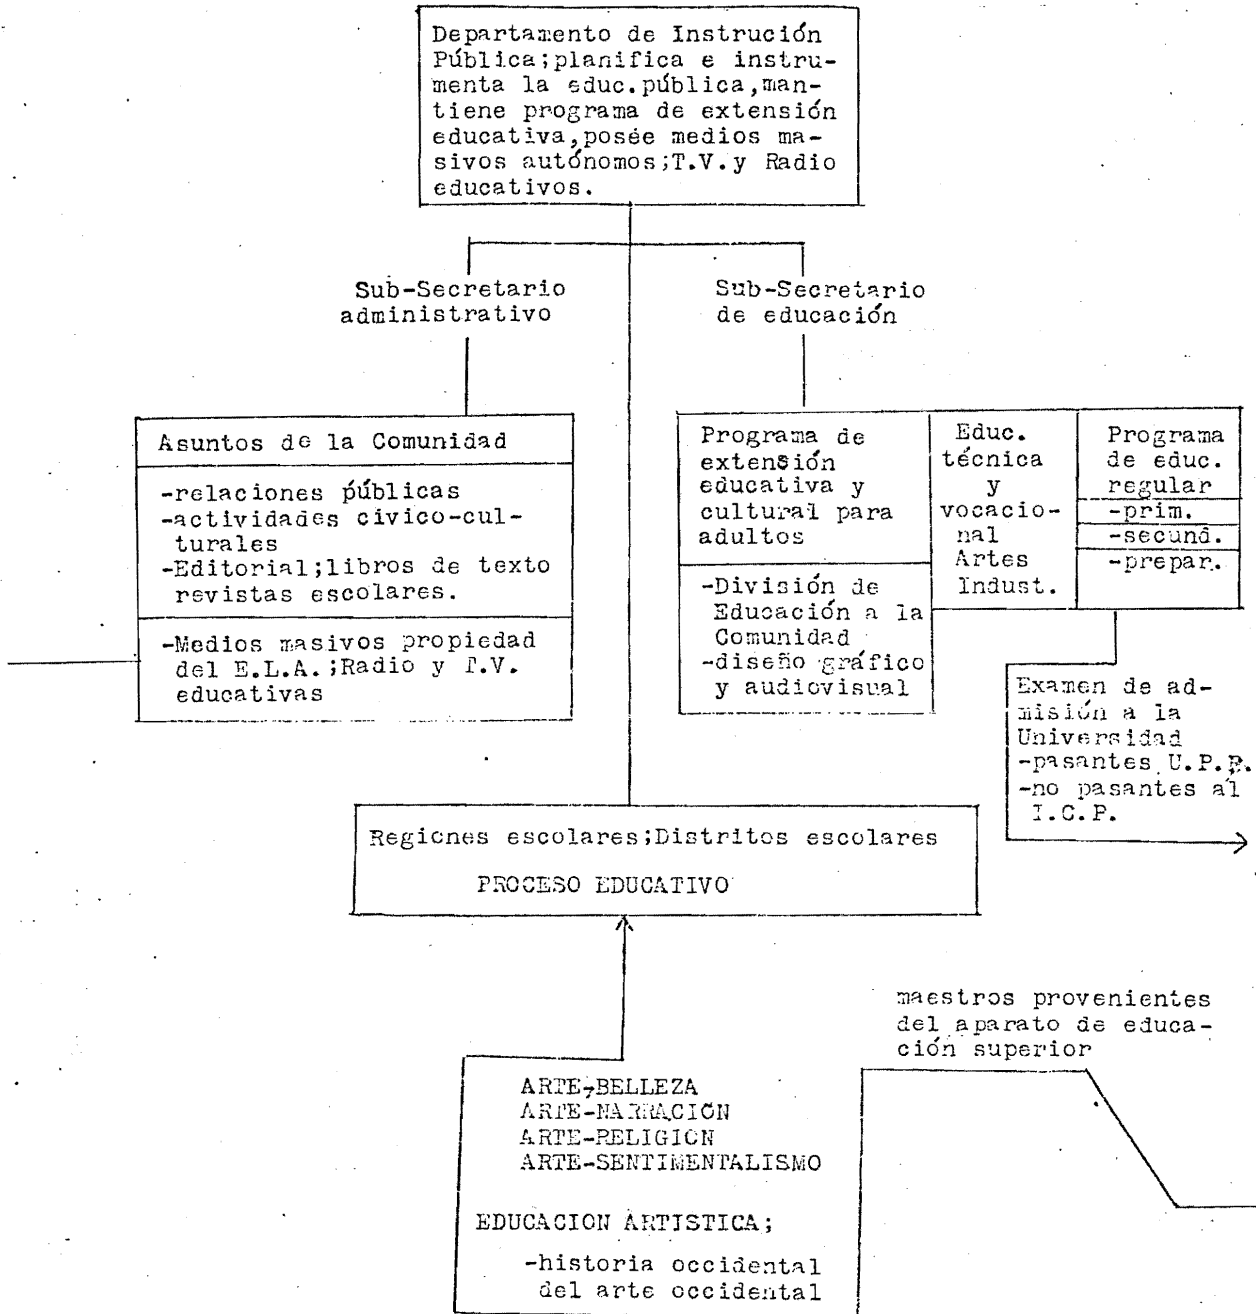 Departamento de Instrución
Pública;planifica e instru-
menta la educ.pública,man-
tiene programa de extensión
educativa,posée medios ma-
sivos autónomos;T.V.y Radio
educativos.
Sub-Secretario
administrativo
Sub-Secretario
de educación
Asuntos de la Comunidad
-relaciones públicas
-actividades cívico-cul-
turales
-Editorial;libros de texto
revistas escolares.
-Medios masivos propiedad
del E.L.A.;Radio y T.V.
educativas
Programa de
extensión
educativa y
cultural para
adultos
-División de
Educación a la
Comunidad
-diseño gráfico
y audiovisual
Educ.
técnica
y
vocacio-
nal
Artes
Indust.
Programa
de educ.
regular
-prim.
-secund.
-prepar.
Examen de ad-
misión a la
Universidad
-pasantes U.P.R.
-no pasantes al
I.C.P.
Regiones escolares;Distritos escolares
PROCESO EDUCATIVO
maestros provenientes
del aparato de educa-
ción superior
ARTE-BELLEZA
ARTE-NARRACIÓN
ARTE-RELIGION
ARTE-SENTIMENTALISMO
EDUCACION ARTISTICA;
-historia occidental
del arte occidental